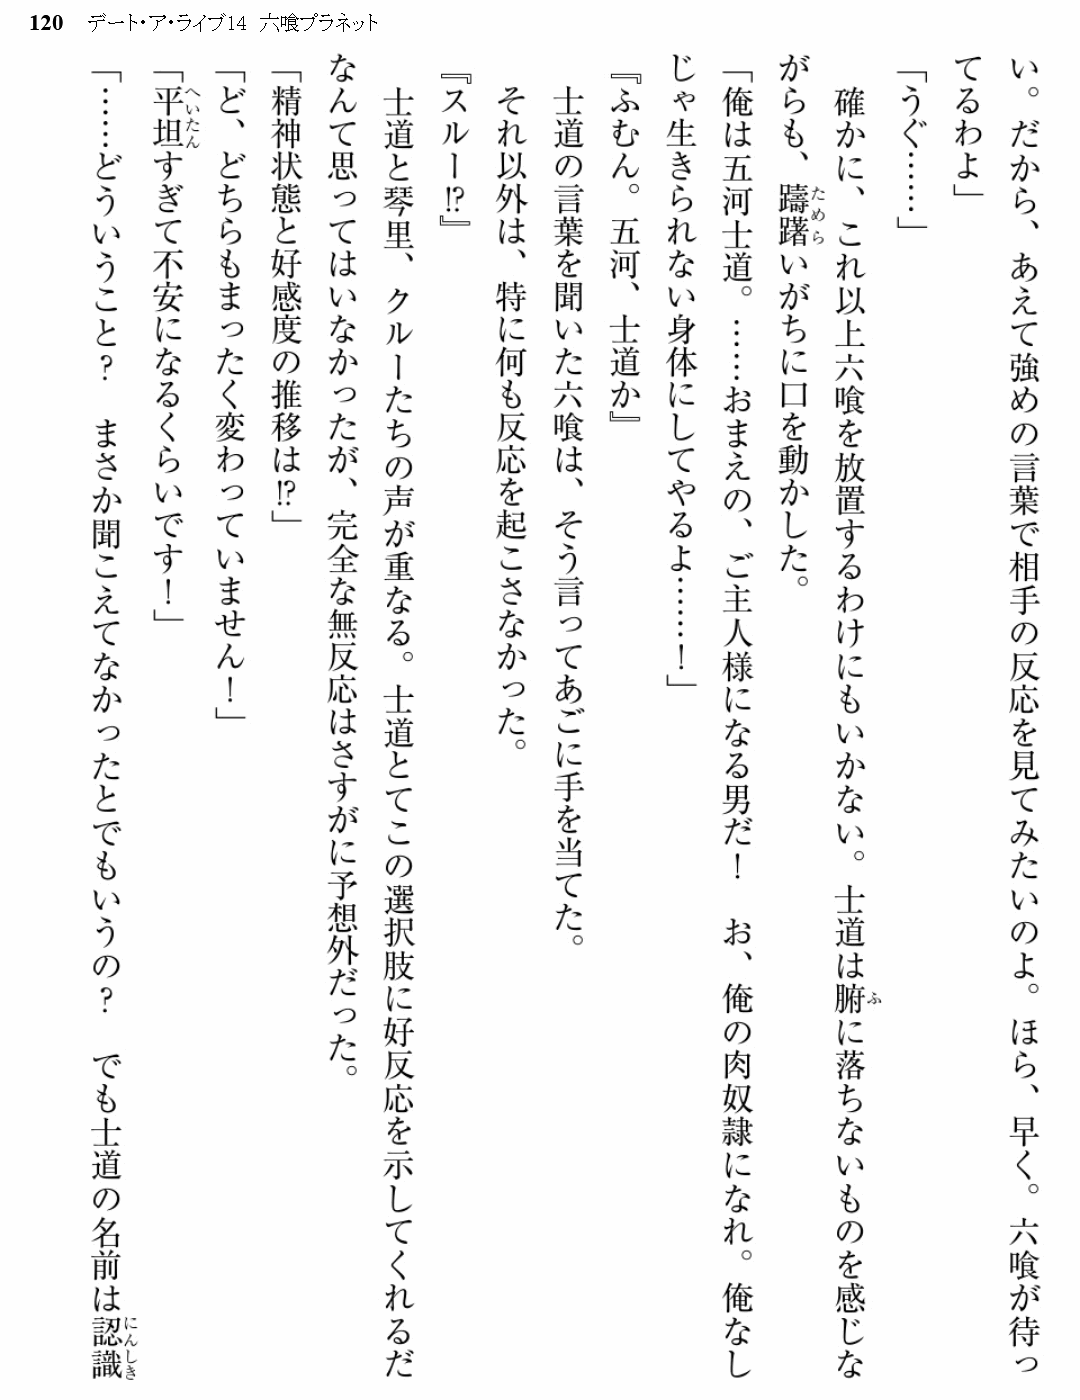 120 デート・ア・ライブ14 六喰プラネット
い。だから、あえて強めの言葉で相手の反応を見てみたいのよ。ほら、早く。六喰が待っ
てるわよ」
「うぐ……」
　確かに、これ以上六喰を放置するわけにもいかない。士道は腑に落ちないものを感じな
がらも、躊躇いがちに口を動かした。
「俺は五河士道。……おまえの、ご主人様になる男だ！　お、俺の肉奴隷になれ。俺なし
じゃ生きられない身体にしてやるよ……！」
『ふむん。五河、士道か』
　士道の言葉を聞いた六喰は、そう言ってあごに手を当てた。
　それ以外は、特に何も反応を起こさなかった。
『スルー⁉』
　士道と琴里、クルーたちの声が重なる。士道とてこの選択肢に好反応を示してくれるだ
なんて思ってはいなかったが、完全な無反応はさすがに予想外だった。
「精神状態と好感度の推移は⁉」
「ど、どちらもまったく変わっていません！」
「平坦すぎて不安になるくらいです！」
「……どういうこと？　まさか聞こえてなかったとでもいうの？　でも士道の名前は認識